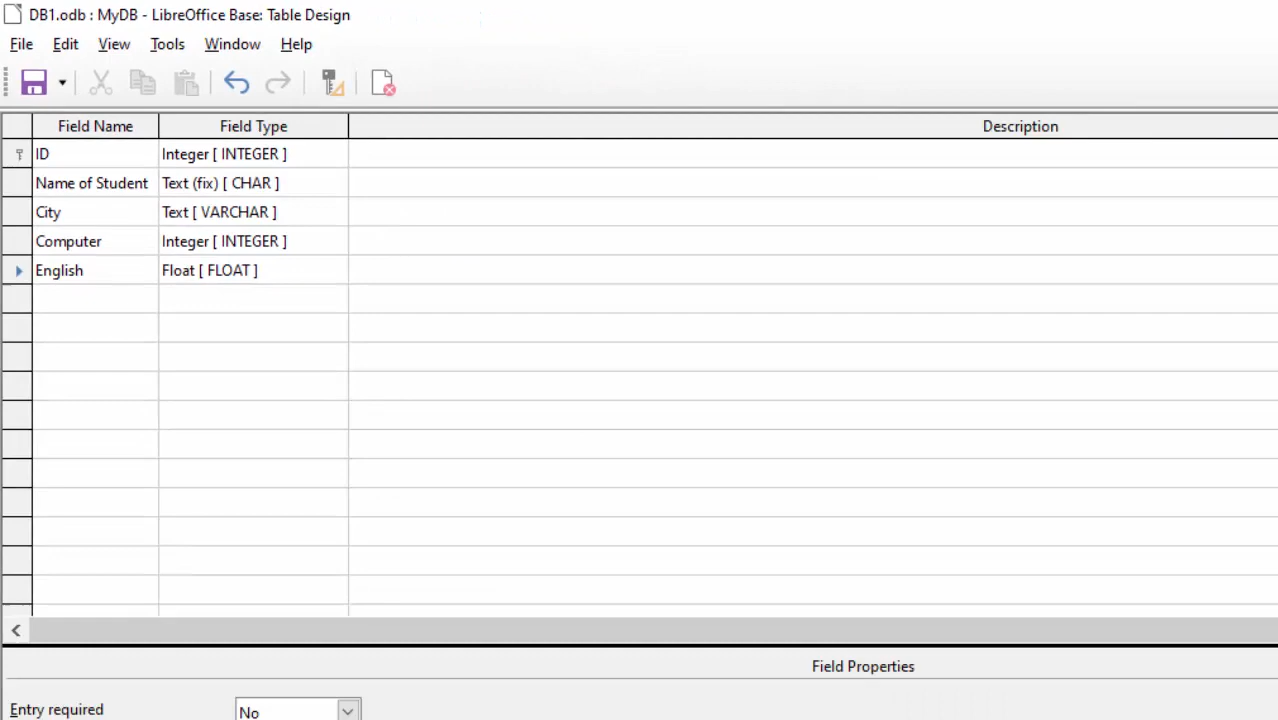 DB1.odb : MyDB - LibreOffice Base: Table Design
File Edit View Tools Window Help
Field Name Field Type Description
ID Integer [ INTEGER ]
Name of Student Text (fix) [ CHAR ]
City Text [ VARCHAR ]
Computer Integer [ INTEGER ]
English Float [ FLOAT ]
Field Properties
Entry required No